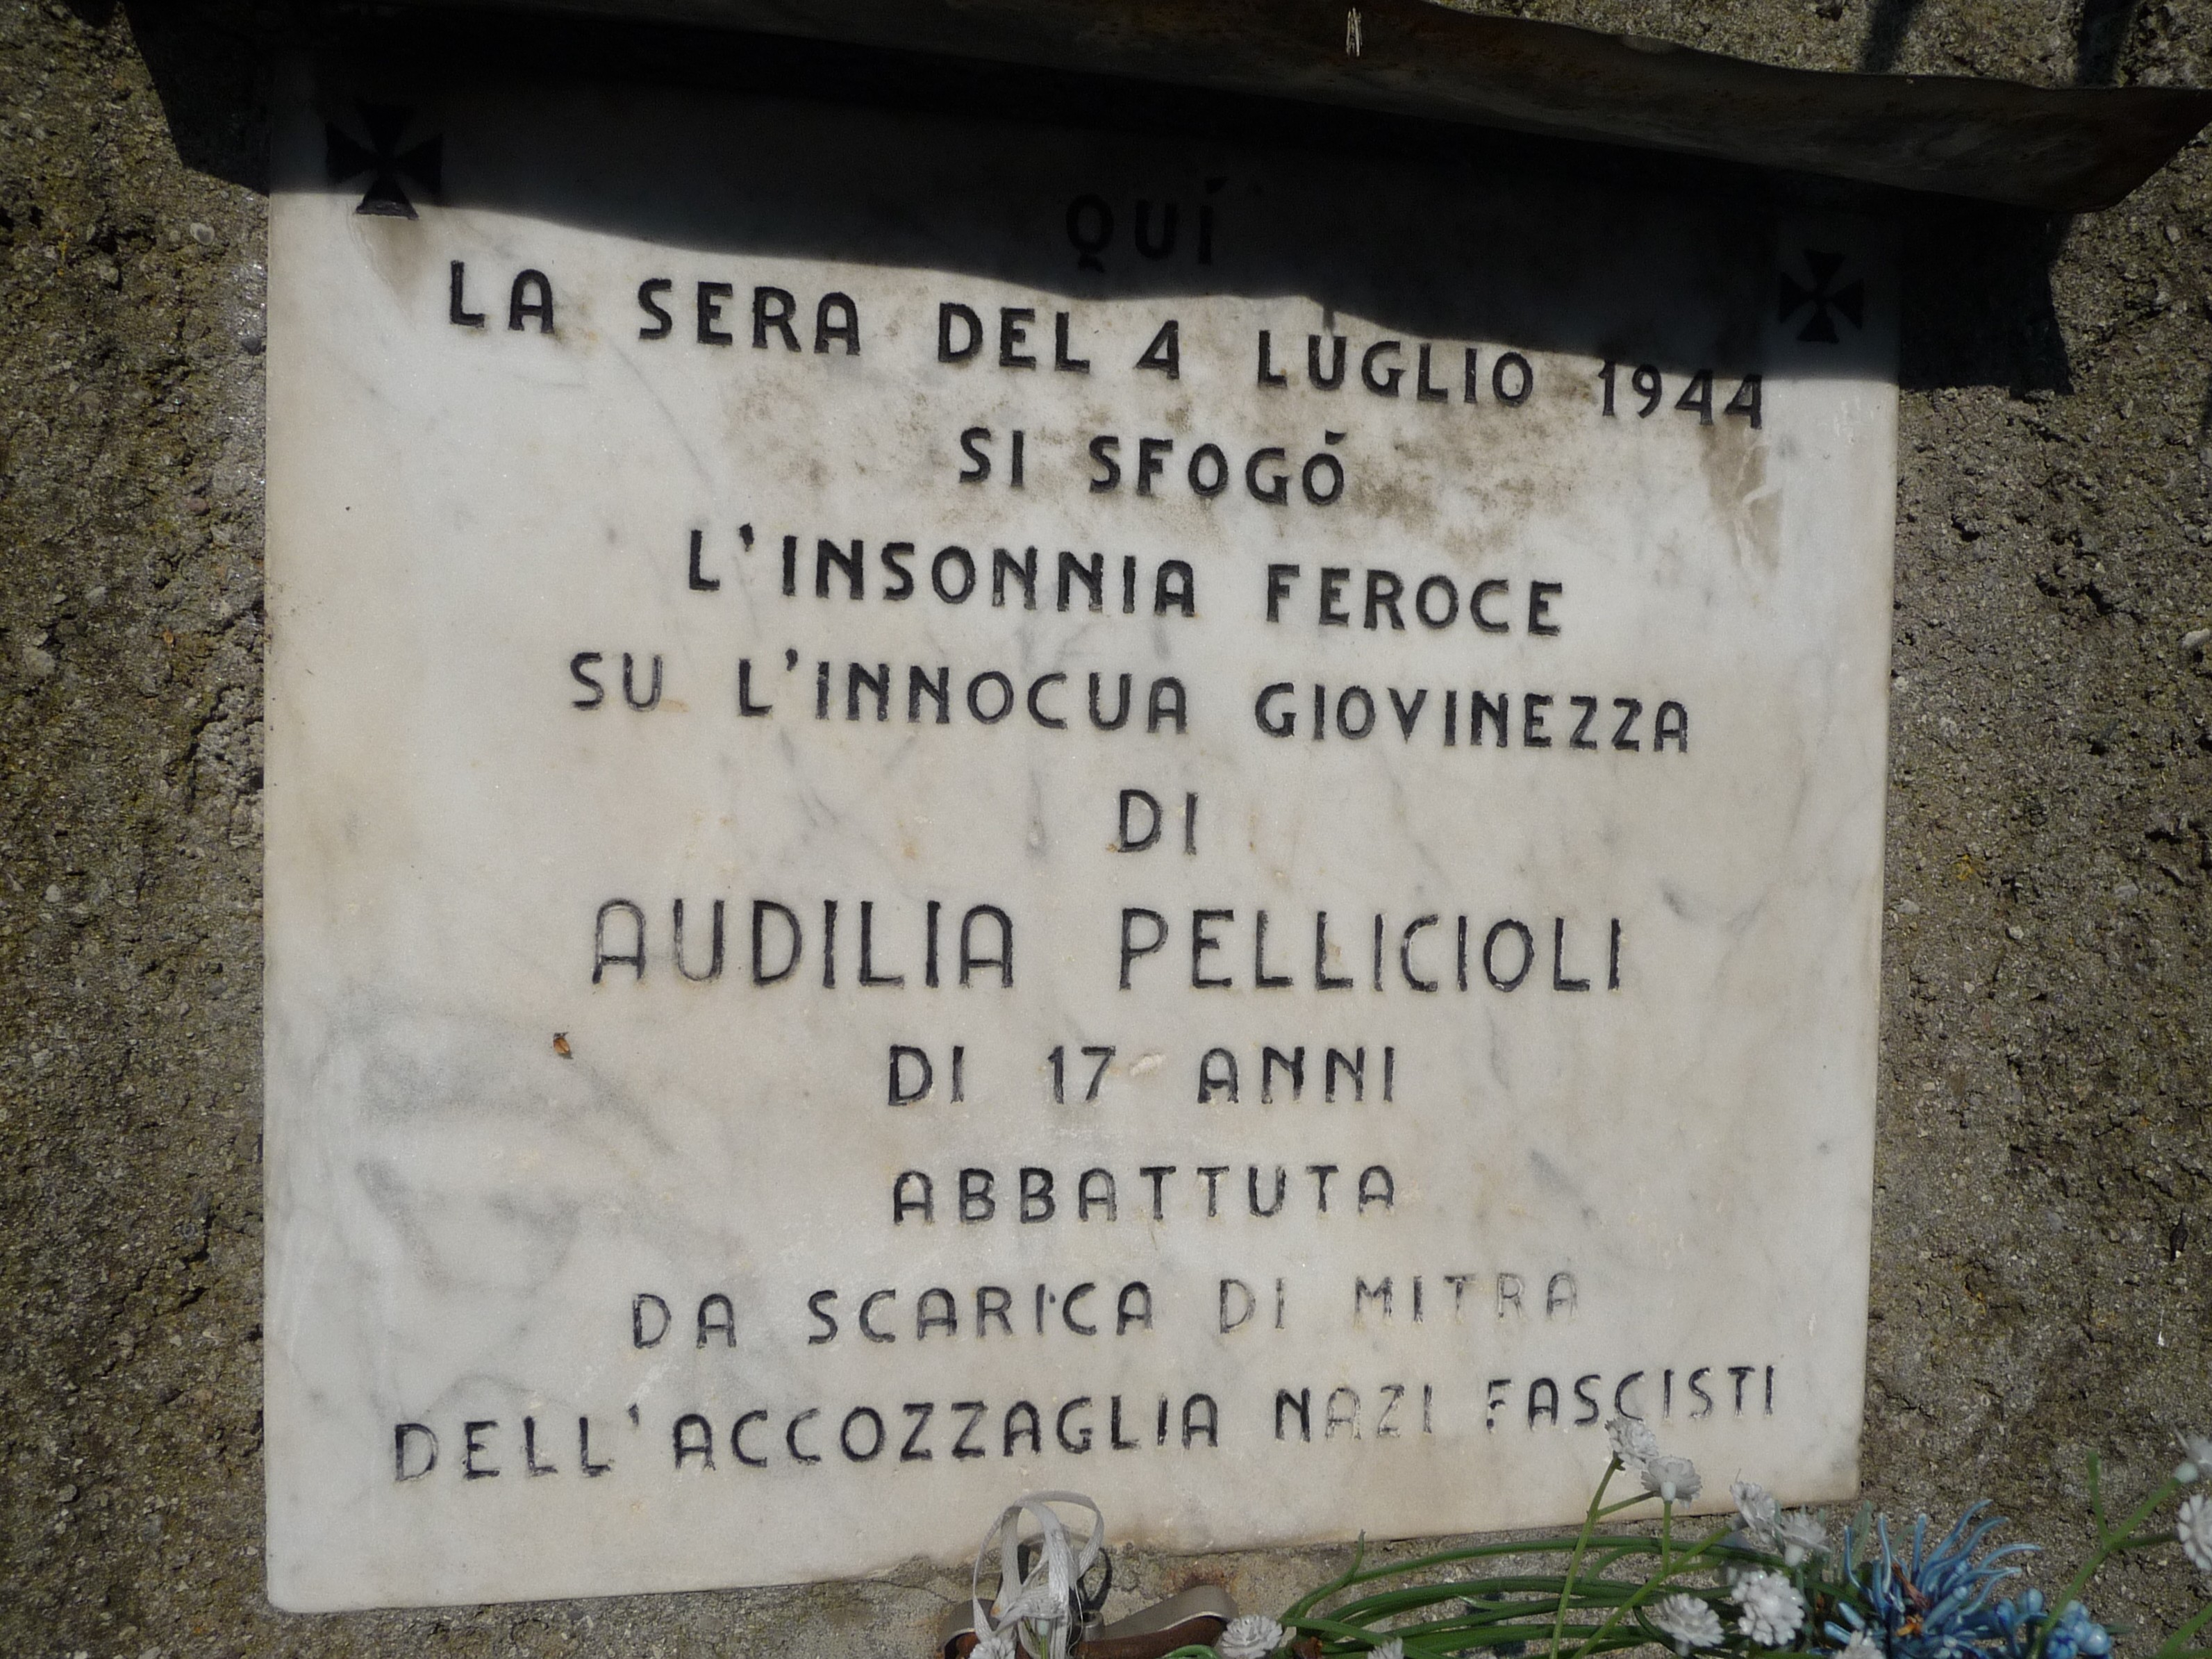 QUÍ
LA SERA DEL 4 LUGLIO 1944
SI SFOGÓ
L'INSONNIA FEROCE
SU L'INNOCUA GIOVINEZZA
DI
AUDILIA PELLICIOLI
DI 17 ANNI
ABBATTUTA
DA SCARICA DI MITRA
DELL'ACCOZZAGLIA NAZI FASCISTI